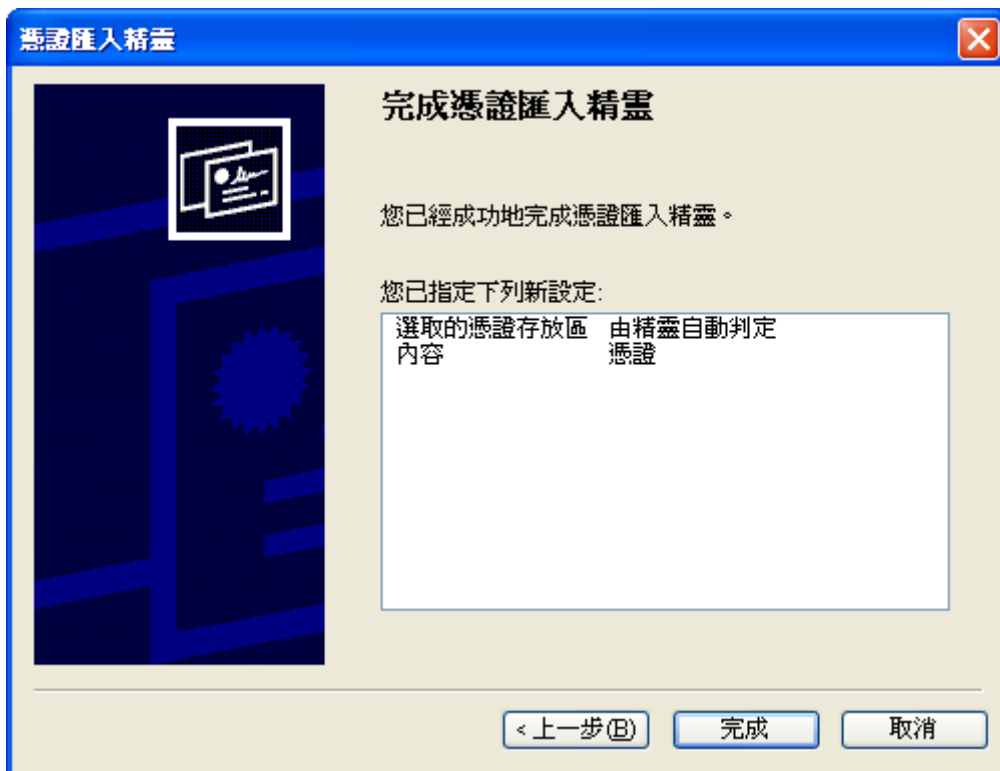 憑證匯入精靈
完成憑證匯入精靈
您已經成功地完成憑證匯入精靈。
您已指定下列新設定:
選取的憑證存放區 由精靈自動判定
內容 憑證
< 上一步(B)
完成
取消